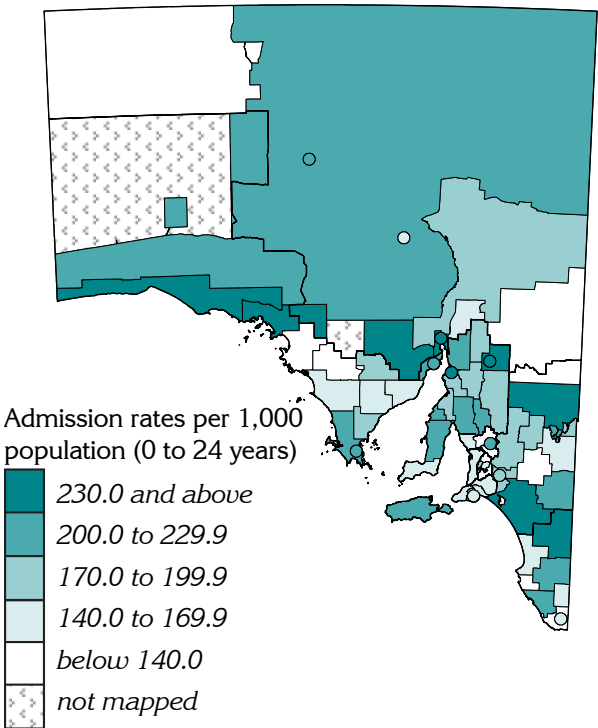 Admission rates per 1,000
population (0 to 24 years)
230.0 and above
200.0 to 229.9
170.0 to 199.9
140.0 to 169.9
below 140.0
not mapped